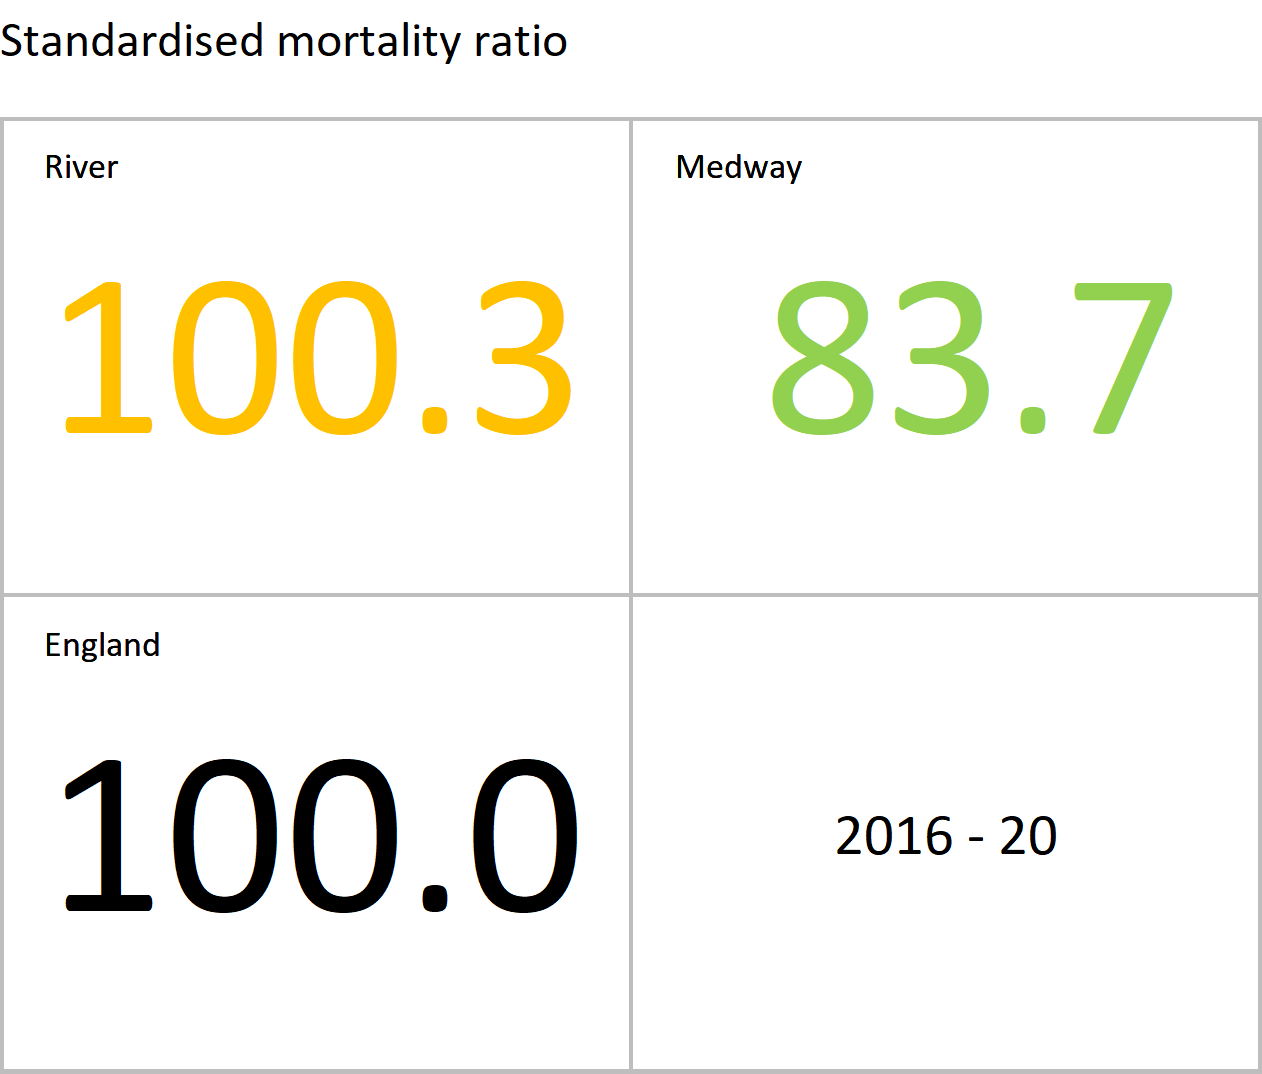 Standardised mortality ratio
River
100.3
Medway
83.7
England
100.0
2016 - 20